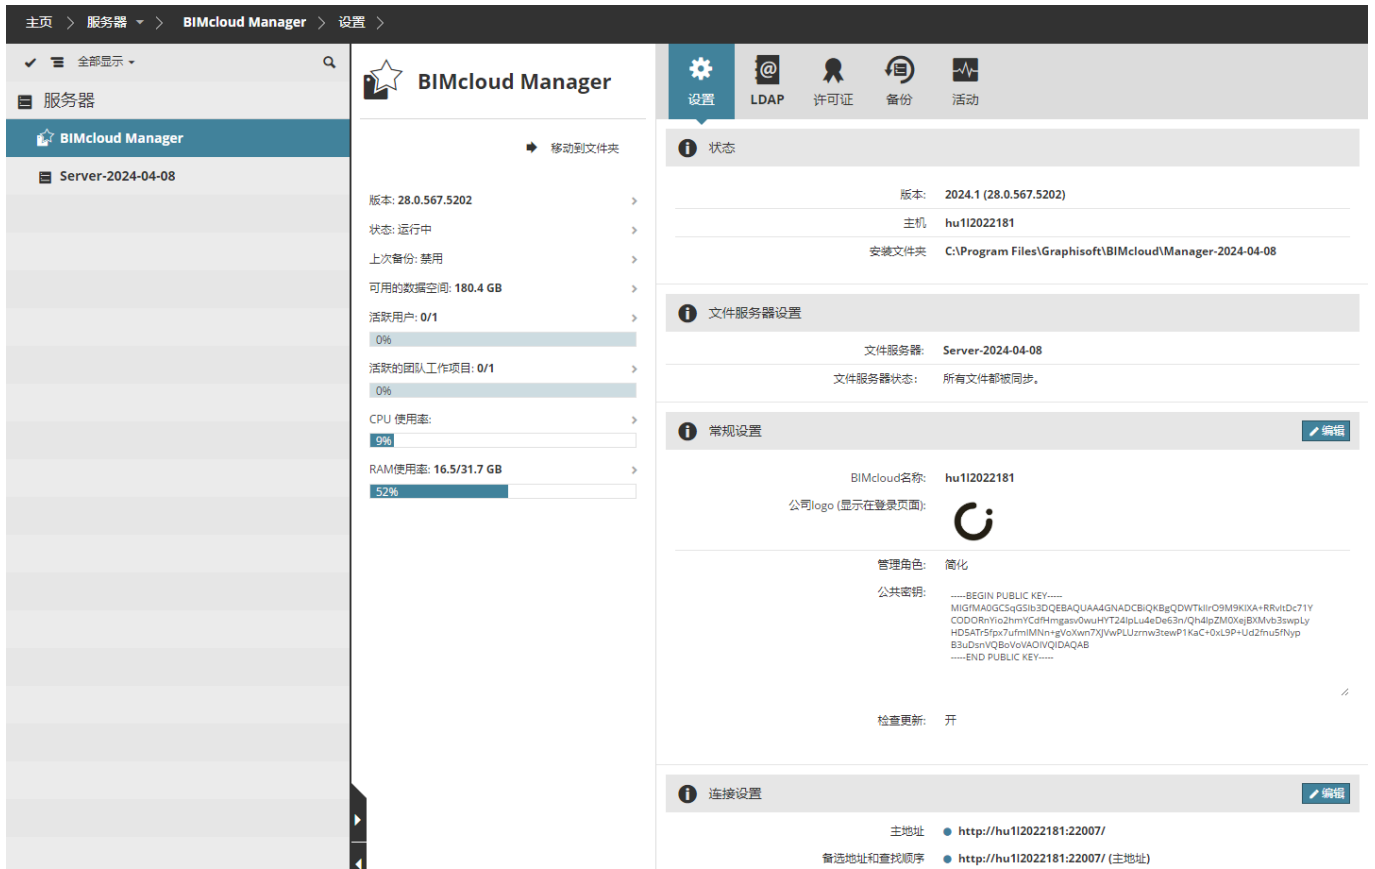 主页 > 服务器 > BIMcloud Manager > 设置 >
全部显示
服务器
BIMcloud Manager
Server-2024-04-08
BIMcloud Manager
移动到文件夹
版本: 28.0.567.5202
状态: 运行中
上次备份: 禁用
可用的数据空间: 180.4 GB
活跃用户: 0/1
0%
活跃的团队工作项目: 0/1
0%
CPU 使用率:
9%
RAM使用率: 16.5/31.7 GB
52%
设置 LDAP 许可证 备份 活动
状态
版本: 2024.1 (28.0.567.5202)
主机 hu1l2022181
安装文件夹 C:\Program Files\Graphisoft\BIMcloud\Manager-2024-04-08
文件服务器设置
文件服务器: Server-2024-04-08
文件服务器状态: 所有文件都被同步。
常规设置 编辑
BIMcloud名称: hu1l2022181
公司logo (显示在登录页面):
管理角色: 简化
公共密钥: -----BEGIN PUBLIC KEY-----
-----END PUBLIC KEY-----
检查更新: 开
连接设置 编辑
主地址 http://hu1l2022181:22007/
备选地址和查找顺序 http://hu1l2022181:22007/ (主地址)